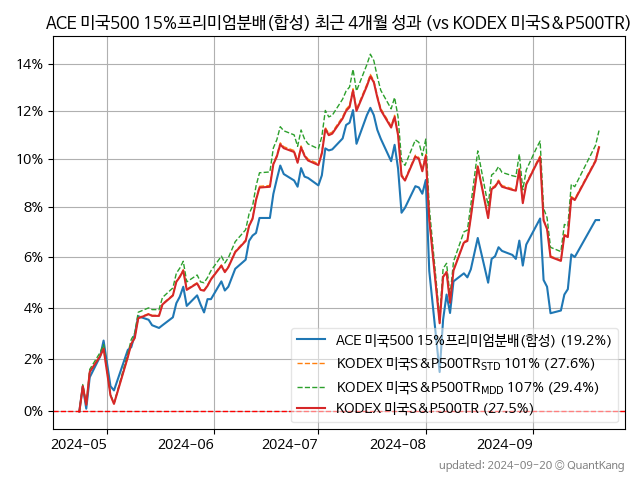 ACE 미국500 15%프리미엄분배(합성) 최근 4개월 성과 (vs KODEX 미국S&P500TR)
14%
12%
10%
8%
6%
4%
2%
0%
ACE 미국500 15%프리미엄분배(합성) (19.2%)
KODEX 미국S&P500TR_STD 101% (27.6%)
KODEX 미국S&P500TR_MDD 107% (29.4%)
KODEX 미국S&P500TR (27.5%)
2024-05 2024-06 2024-07 2024-08 2024-09
updated: 2024-09-20 © QuantKang